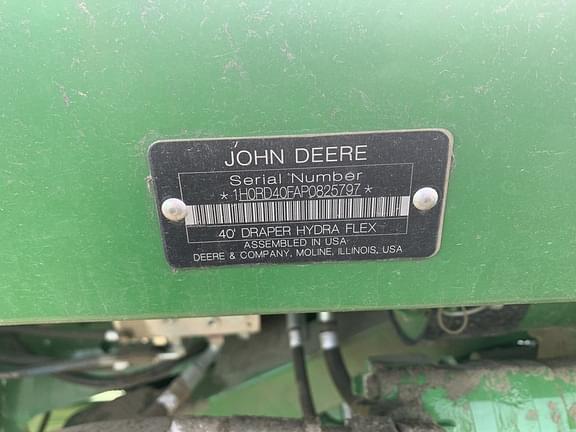 JOHN DEERE
Serial Number
*1H0RD40FAP0825797*
40' DRAPER HYDRA FLEX
ASSEMBLED IN USA
DEERE & COMPANY, MOLINE, ILLINOIS, USA